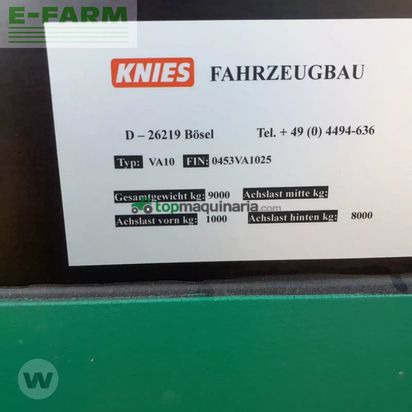 E-FARM
KNIES FAHRZEUGBAU
D – 26219 Bösel Tel. + 49 (0) 4494-636
Typ: VA10 FIN: 0453VA1025
Gesamtgewicht kg: 9000 Achslast mitte kg:
topmaquinaria.com
Achslast vorn kg: 1000 Achslast hinten kg: 8000
W